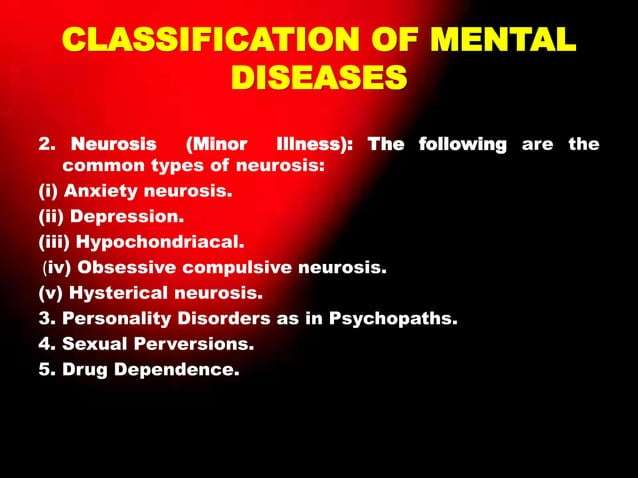 CLASSIFICATION OF MENTAL
DISEASES
2. Neurosis (Minor Illness): The following are the
common types of neurosis:
(i) Anxiety neurosis.
(ii) Depression.
(iii) Hypochondriacal.
(iv) Obsessive compulsive neurosis.
(v) Hysterical neurosis.
3. Personality Disorders as in Psychopaths.
4. Sexual Perversions.
5. Drug Dependence.